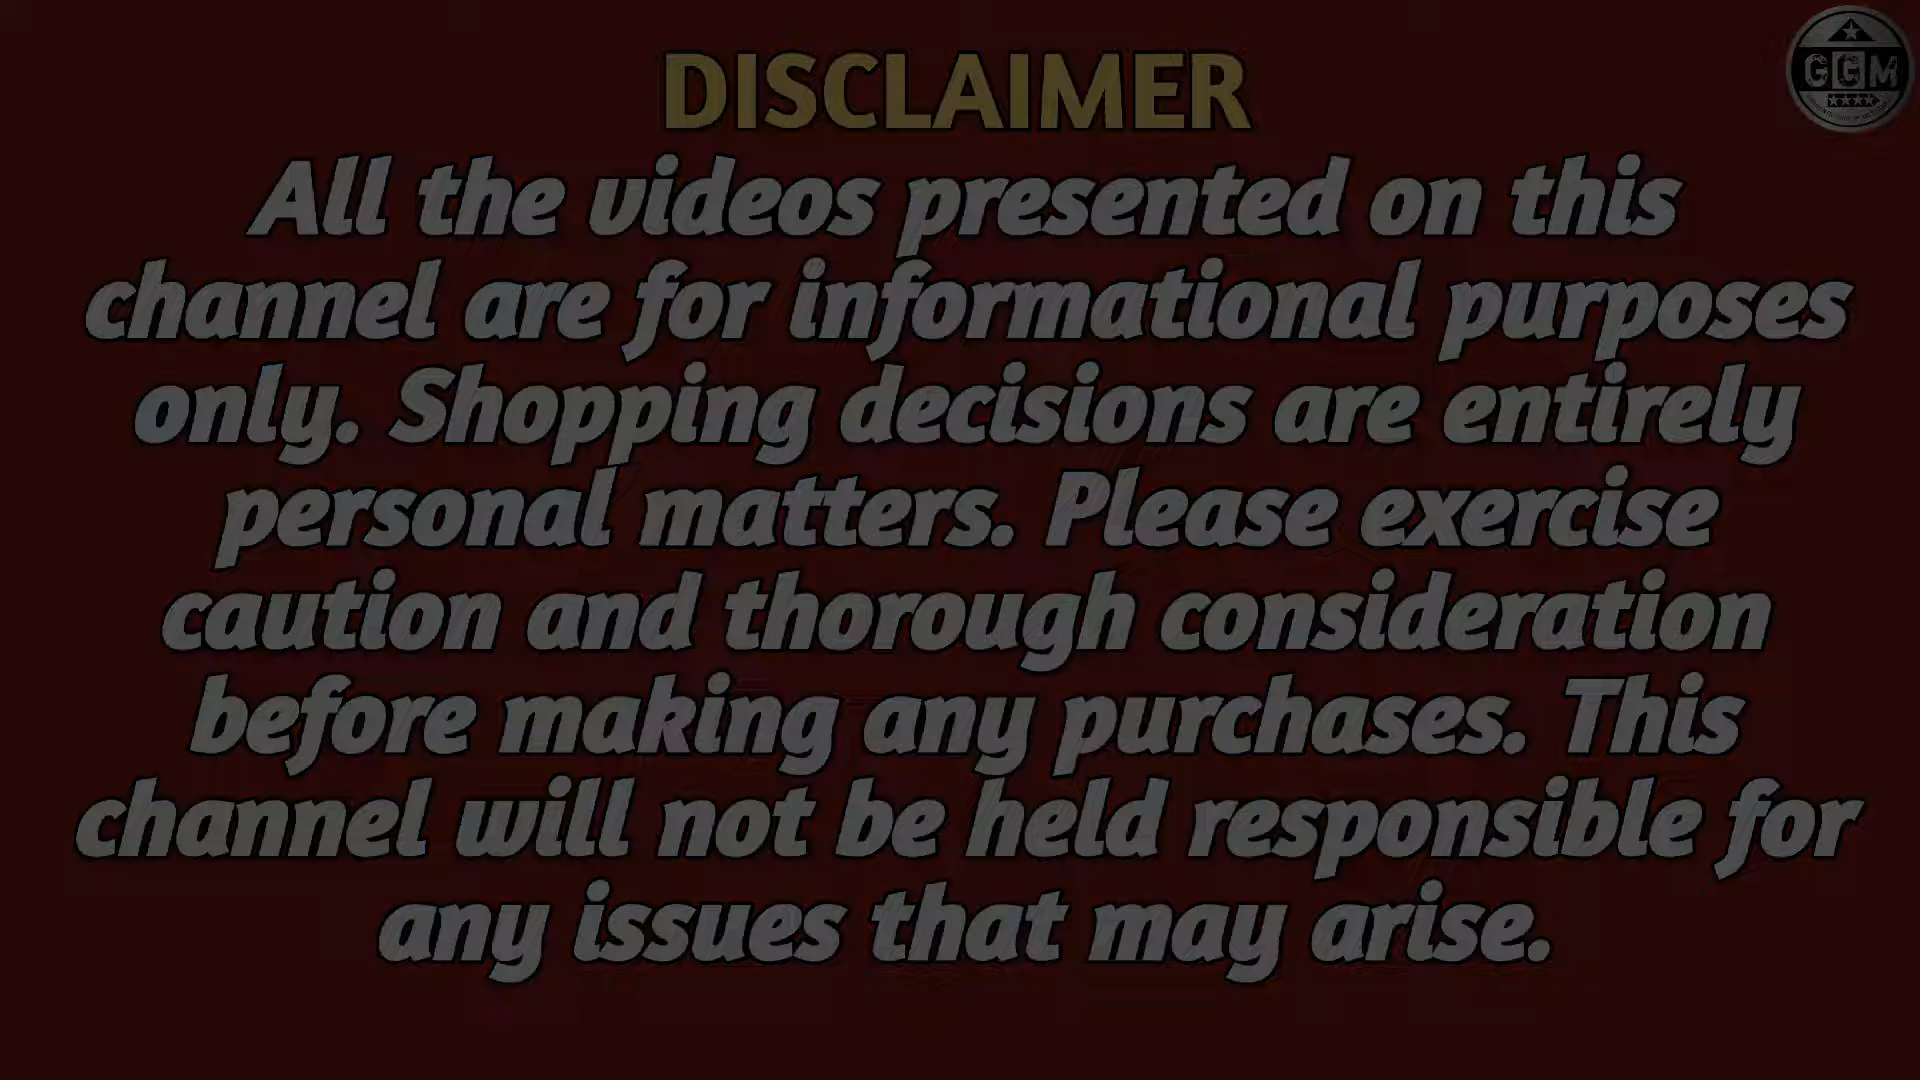 DISCLAIMER
All the videos presented on this
channel are for informational purposes
only. Shopping decisions are entirely
personal matters. Please exercise
caution and thorough consideration
before making any purchases. This
channel will not be held responsible for
any issues that may arise.
GGM